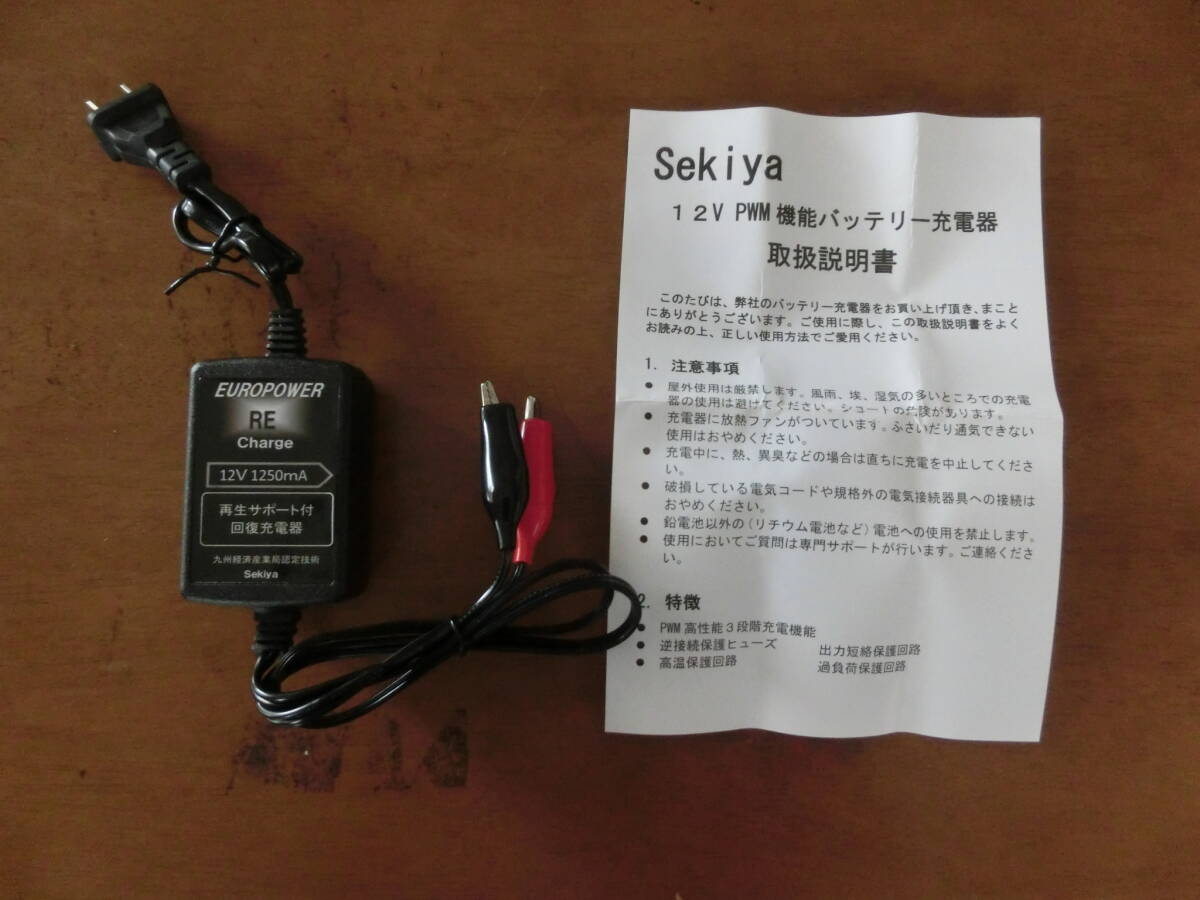 EUROPOWER
RE
Charge
12V 1250mA
再生サポート付
回復充電器
九州経済産業局認定技術
Sekiya
Sekiya
12V PWM 機能バッテリー充電器
取扱説明書
このたびは、弊社のバッテリー充電器をお買い上げ頂き、まこと
にありがとうございます。ご使用に際し、この取扱説明書をよく
お読みの上、正しい使用方法でご愛用ください。
1. 注意事項
● 屋外使用は厳禁します。風雨、埃、湿気の多いところでの充電
器の使用は避けてください。ショートの危険があります。
● 充電器に放熱ファンがついています。ふさいだり通気できない
使用はおやめください。
● 充電中に、熱、異臭などの場合は直ちに充電を中止してくださ
い。
● 破損している電気コードや規格外の電気接続器具への接続は
おやめください。
● 鉛電池以外の(リチウム電池など)電池への使用を禁止します。
● 使用においてご質問は専門サポートが行います。ご連絡くださ
い。
2. 特徴
● PWM 高性能3段階充電機能
● 逆接続保護ヒューズ 出力短絡保護回路
● 高温保護回路 過負荷保護回路